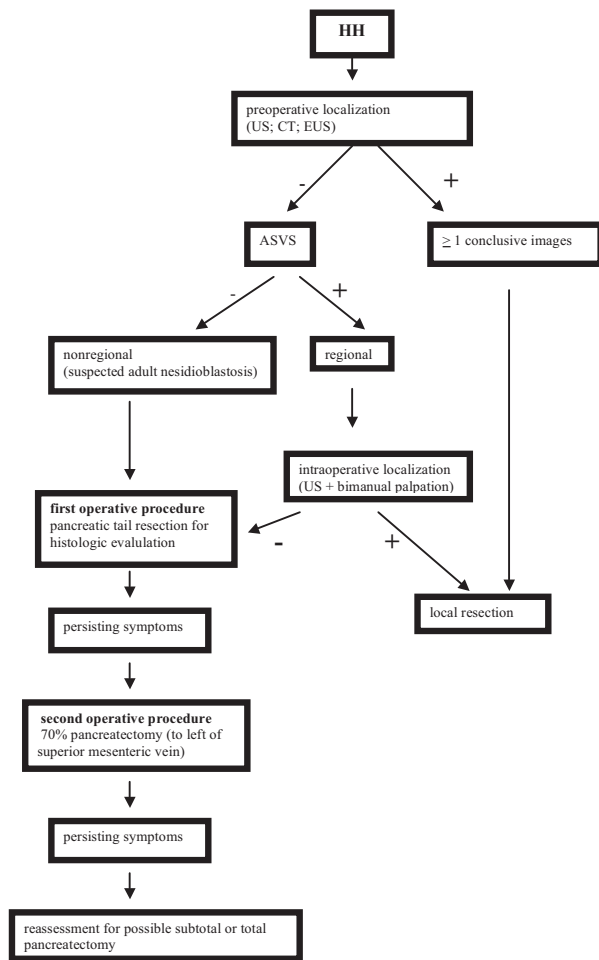 HH
preoperative localization
(US; CT; EUS)
-
+
ASVS
≥ 1 conclusive images
-
+
nonregional
(suspected adult nesidioblastosis)
regional
intraoperative localization
(US + bimanual palpation)
first operative procedure
pancreatic tail resection for
histologic evalulation
-
+
local resection
persisting symptoms
second operative procedure
70% pancreatectomy (to left of
superior mesenteric vein)
persisting symptoms
reassessment for possible subtotal or total
pancreatectomy